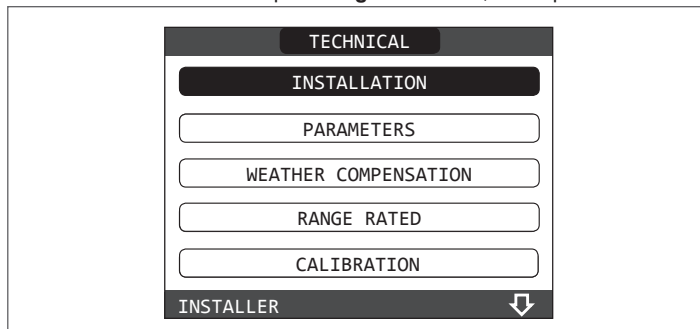 TECHNICAL
INSTALLATION
PARAMETERS
WEATHER COMPENSATION
RANGE RATED
CALIBRATION
INSTALLER